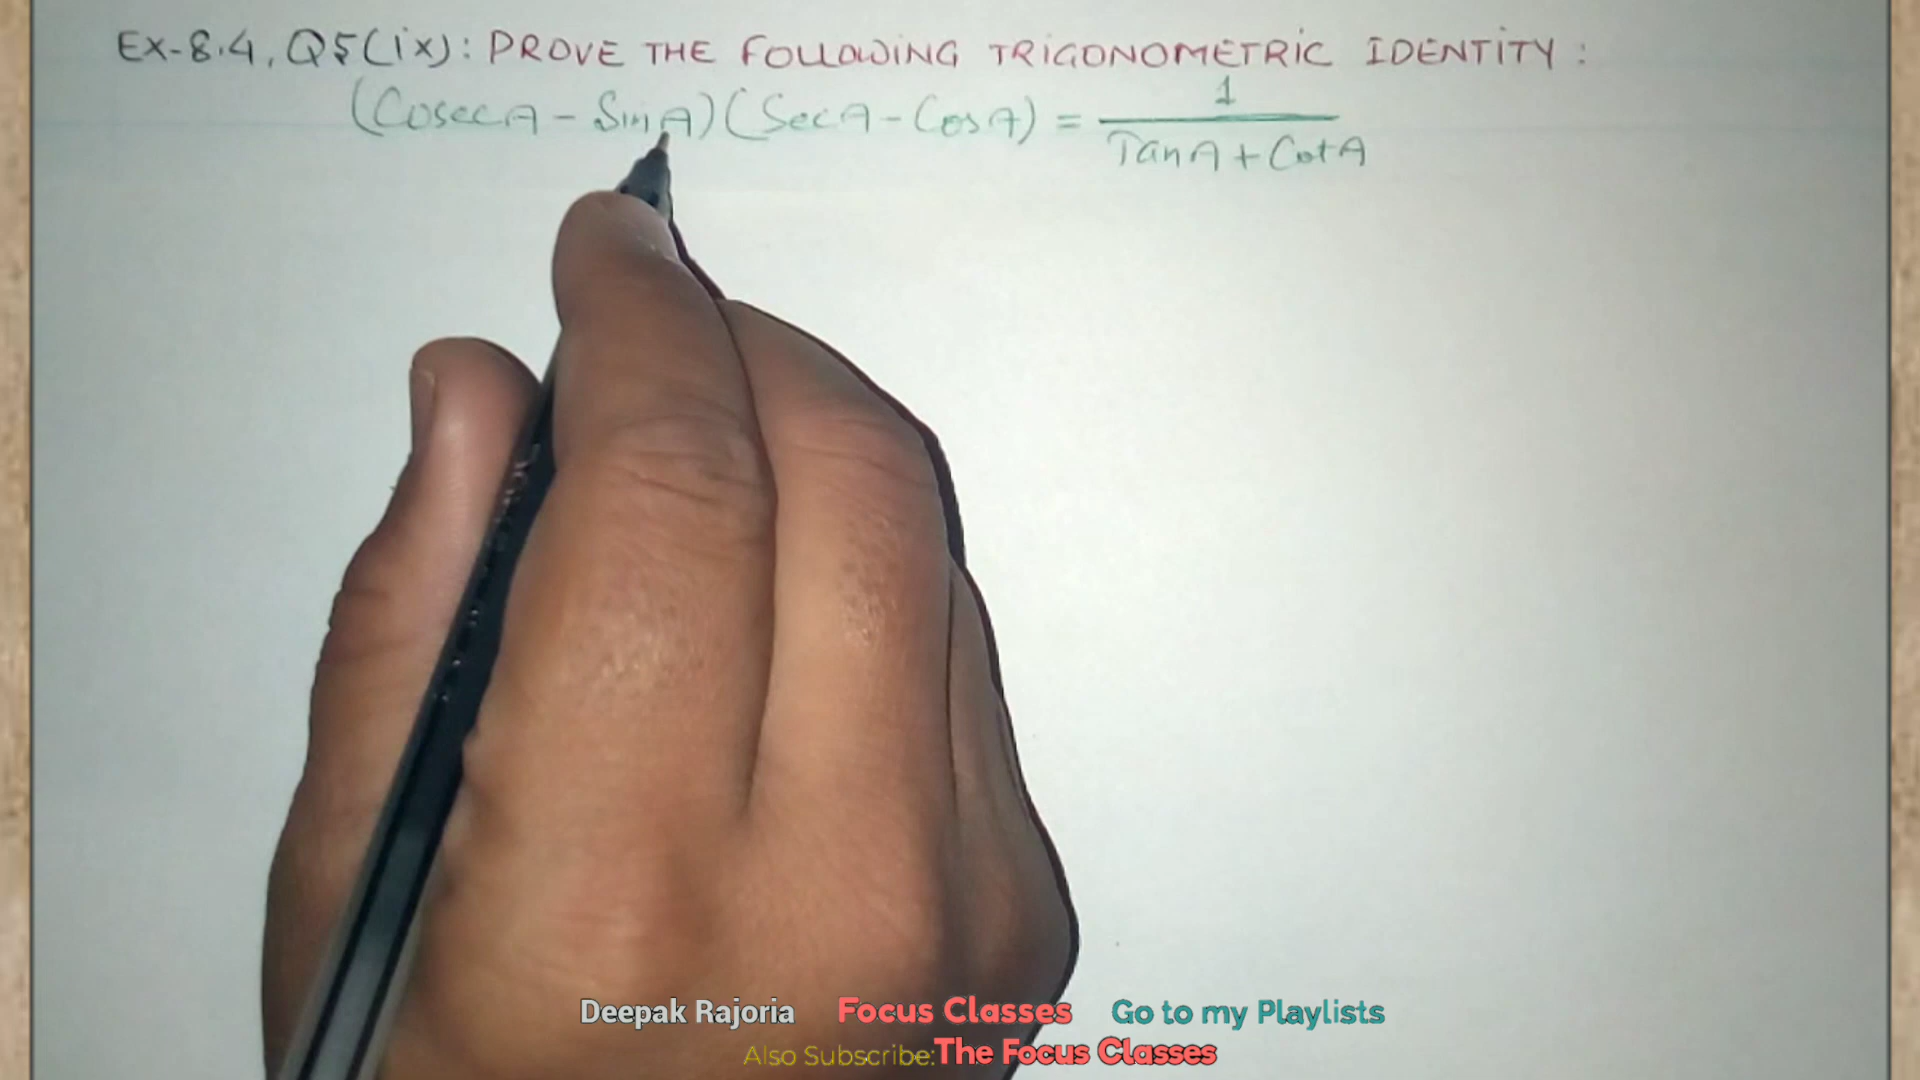 EX-8.4, Q5(ix): PROVE THE FOLLOWING TRIGONOMETRIC IDENTITY:
(CosecA - SinA)(SecA - CosA) = 1/(TanA + CotA)
Deepak Rajoria Focus Classes Go to my Playlists
Also Subscribe:The Focus Classes